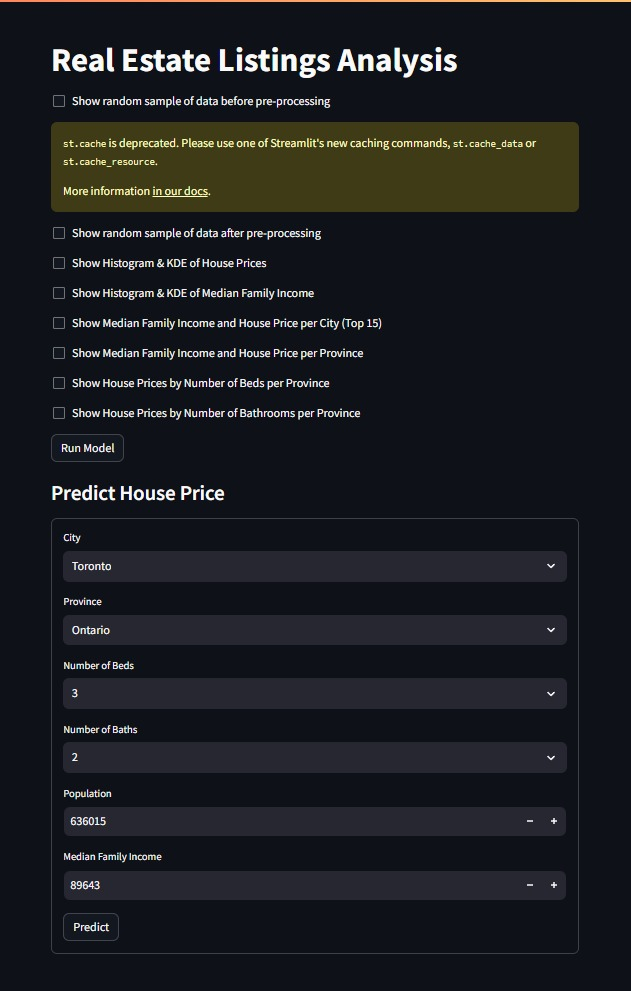 Real Estate Listings Analysis
Show random sample of data before pre-processing
st.cache is deprecated. Please use one of Streamlit's new caching commands, st.cache_data or
st.cache_resource.
More information in our docs.
Show random sample of data after pre-processing
Show Histogram & KDE of House Prices
Show Histogram & KDE of Median Family Income
Show Median Family Income and House Price per City (Top 15)
Show Median Family Income and House Price per Province
Show House Prices by Number of Beds per Province
Show House Prices by Number of Bathrooms per Province
Run Model
Predict House Price
City
Toronto
Province
Ontario
Number of Beds
3
Number of Baths
2
Population
636015
Median Family Income
89643
Predict